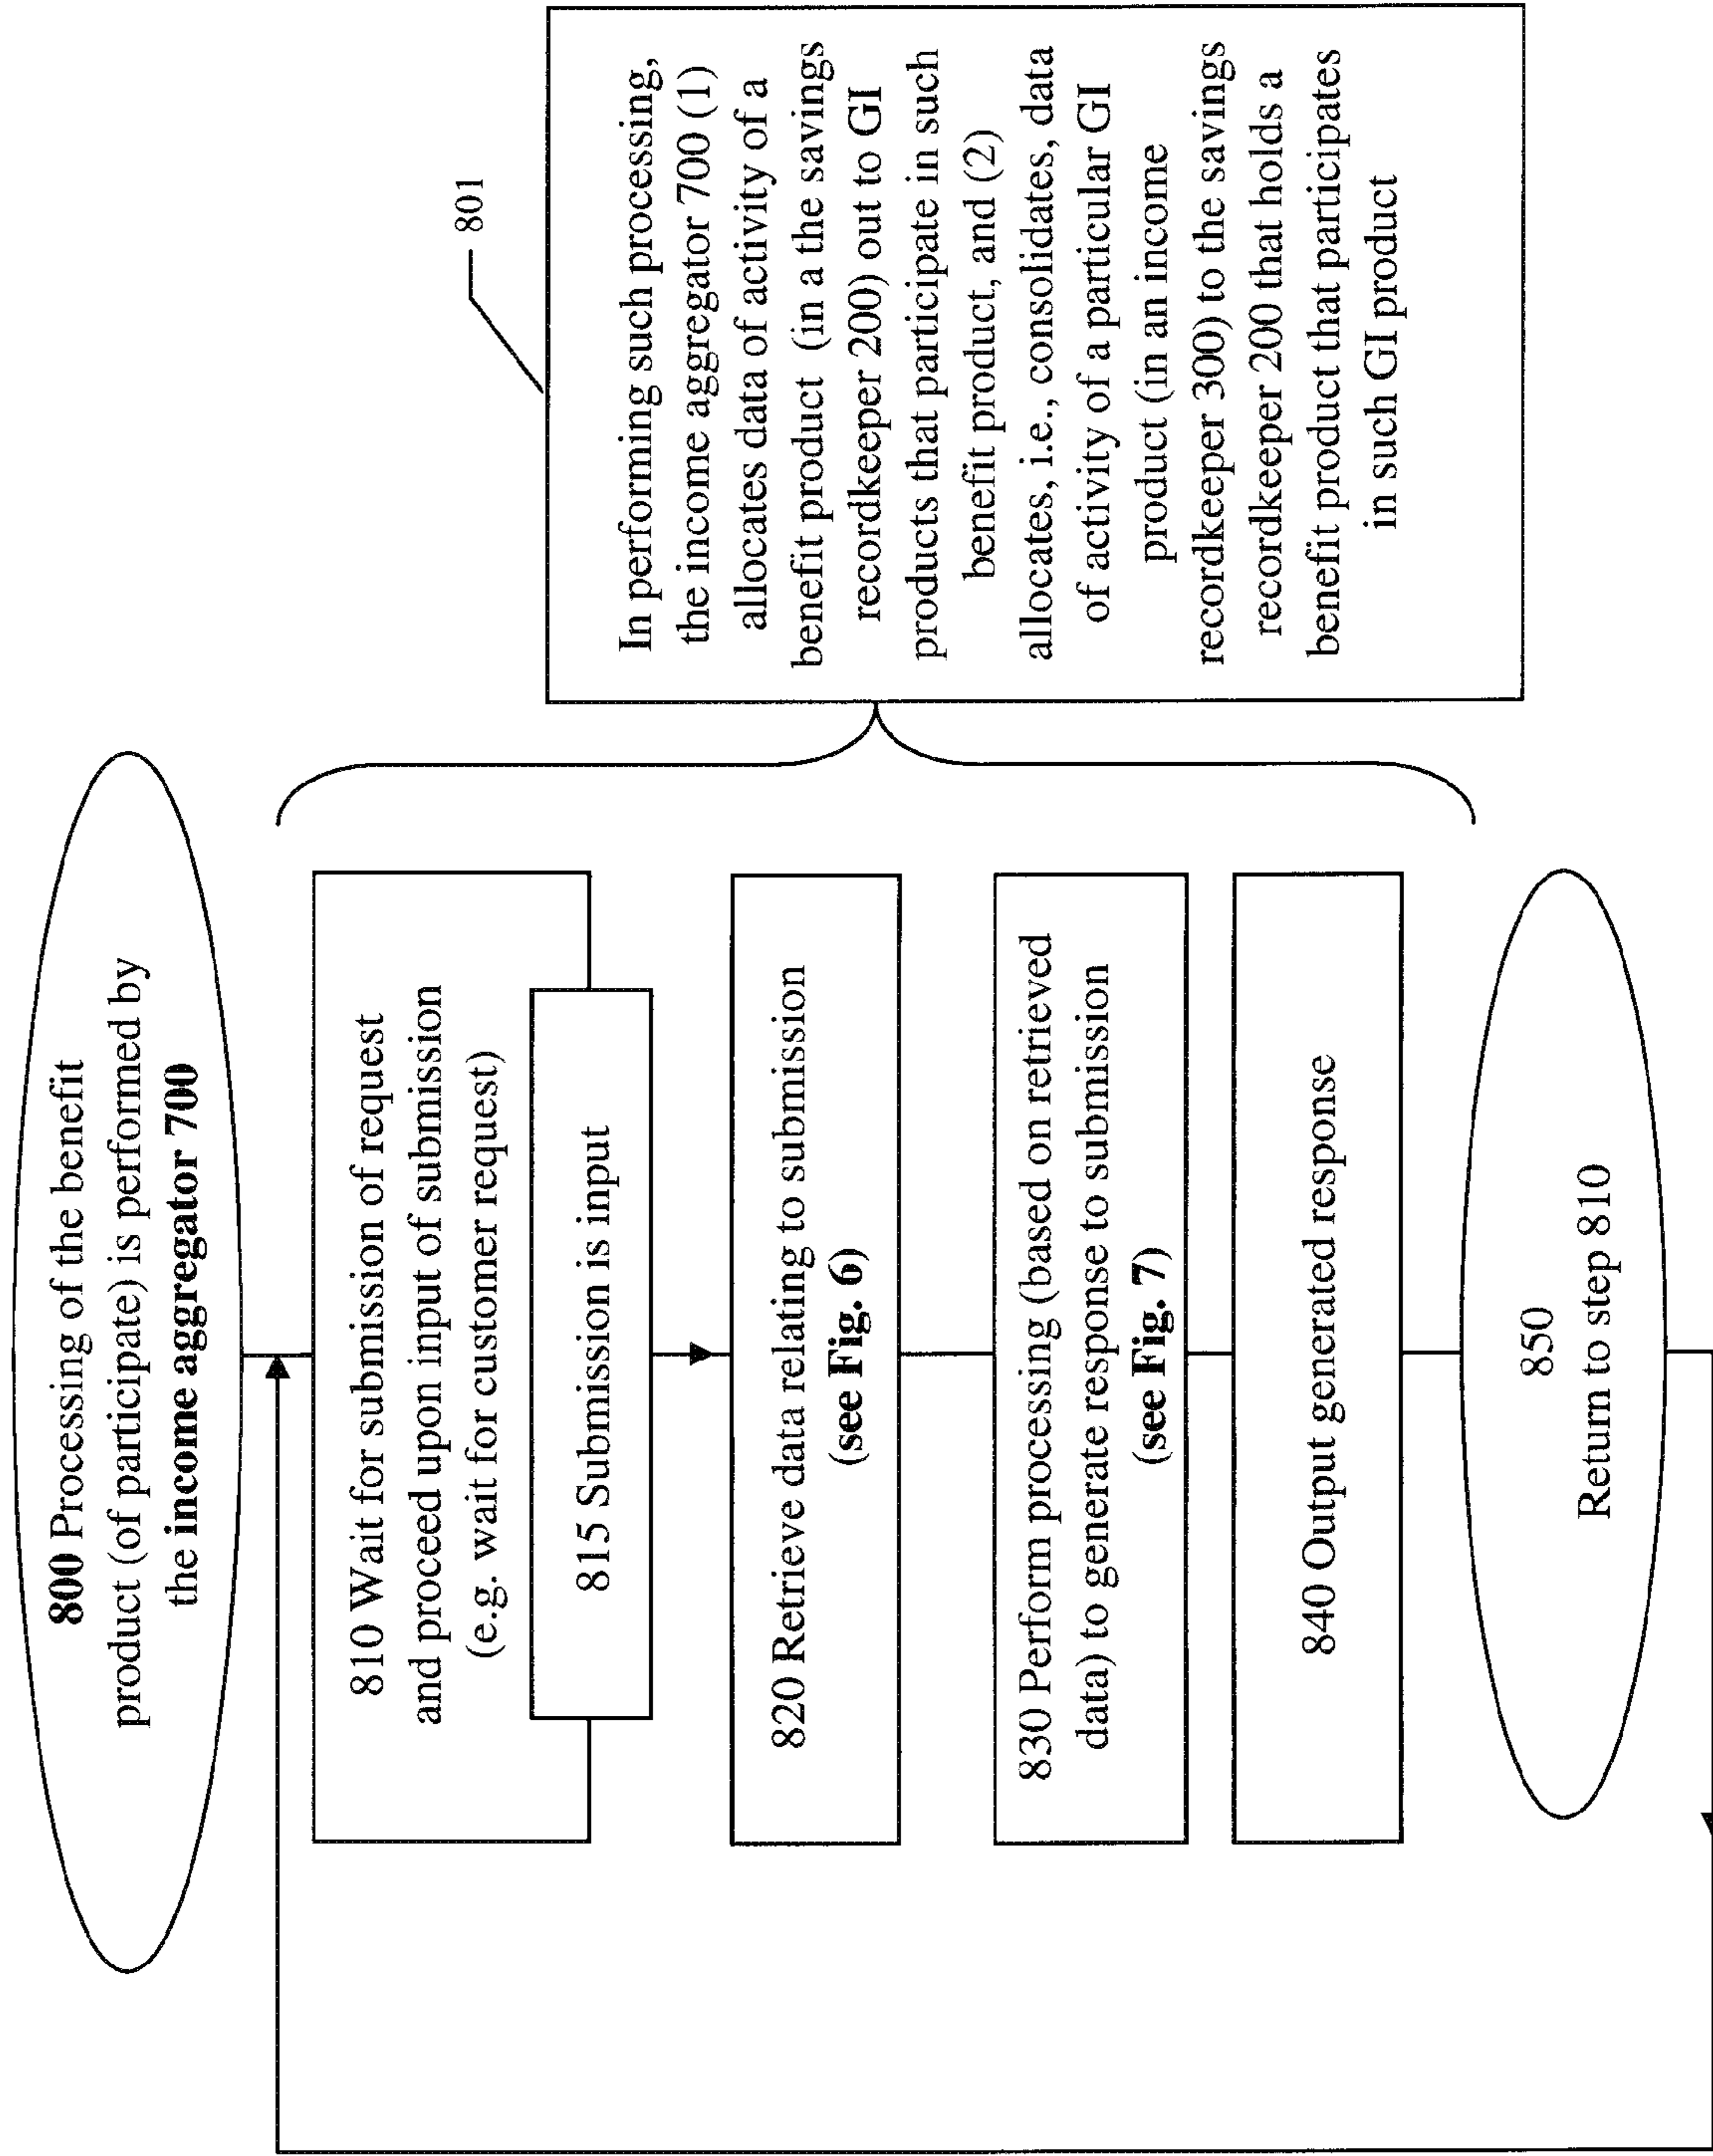 800 Processing of the benefit
product (of participate) is performed by
the income aggregator 700
810 Wait for submission of request
and proceed upon input of submission
(e.g. wait for customer request)
815 Submission is input
820 Retrieve data relating to submission
(see Fig. 6)
830 Perform processing (based on retrieved
data) to generate response to submission
(see Fig. 7)
840 Output generated response
850
Return to step 810
801
In performing such processing,
the income aggregator 700 (1)
allocates data of activity of a
benefit product (in a the savings
recordkeeper 200) out to GI
products that participate in such
benefit product, and (2)
allocates, i.e., consolidates, data
of activity of a particular GI
product (in an income
recordkeeper 300) to the savings
recordkeeper 200 that holds a
benefit product that participates
in such GI product